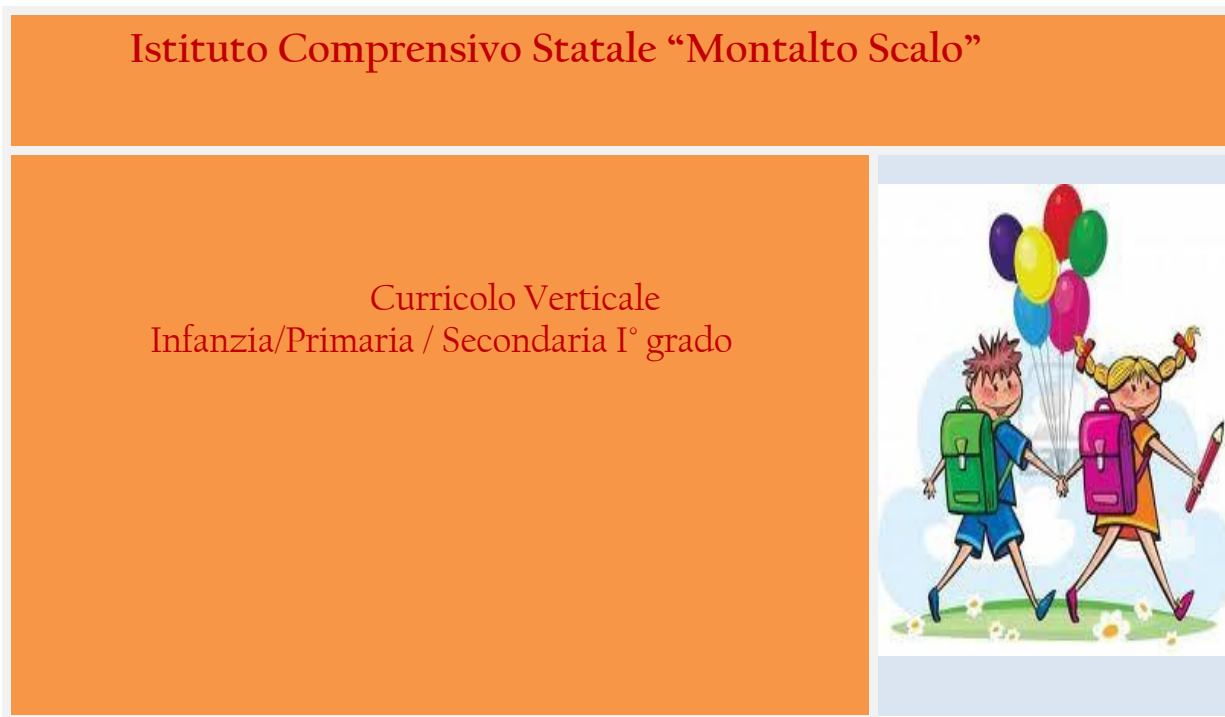 Istituto Comprensivo Statale “Montalto Scalo”
Curricolo Verticale
Infanzia/Primaria / Secondaria I° grado